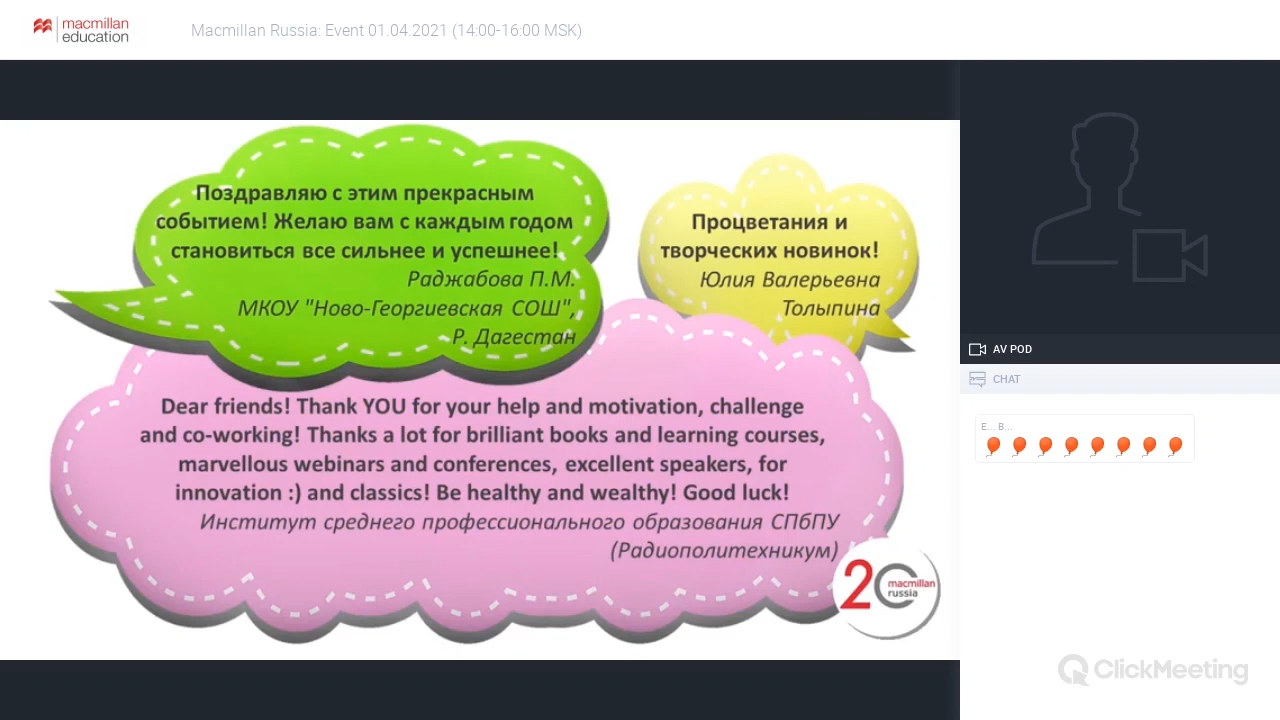 macmillan
education
Macmillan Russia: Event 01.04.2021 (14:00-16:00 MSK)
Поздравляю с этим прекрасным
событием! Желаю вам с каждым годом
становиться все сильнее и успешнее!
Раджабова П.М.
МКОУ "Ново-Георгиевская СОШ",
Р. Дагестан
Процветания и
творческих новинок!
Юлия Валерьевна
Толыпина
Dear friends! Thank YOU for your help and motivation, challenge
and co-working! Thanks a lot for brilliant books and learning courses,
marvellous webinars and conferences, excellent speakers, for
innovation :) and classics! Be healthy and wealthy! Good luck!
Институт среднего профессионального образования СПбПУ
(Радиополитехникум)
20
macmillan
russia
AV POD
CHAT
E... B...
ClickMeeting